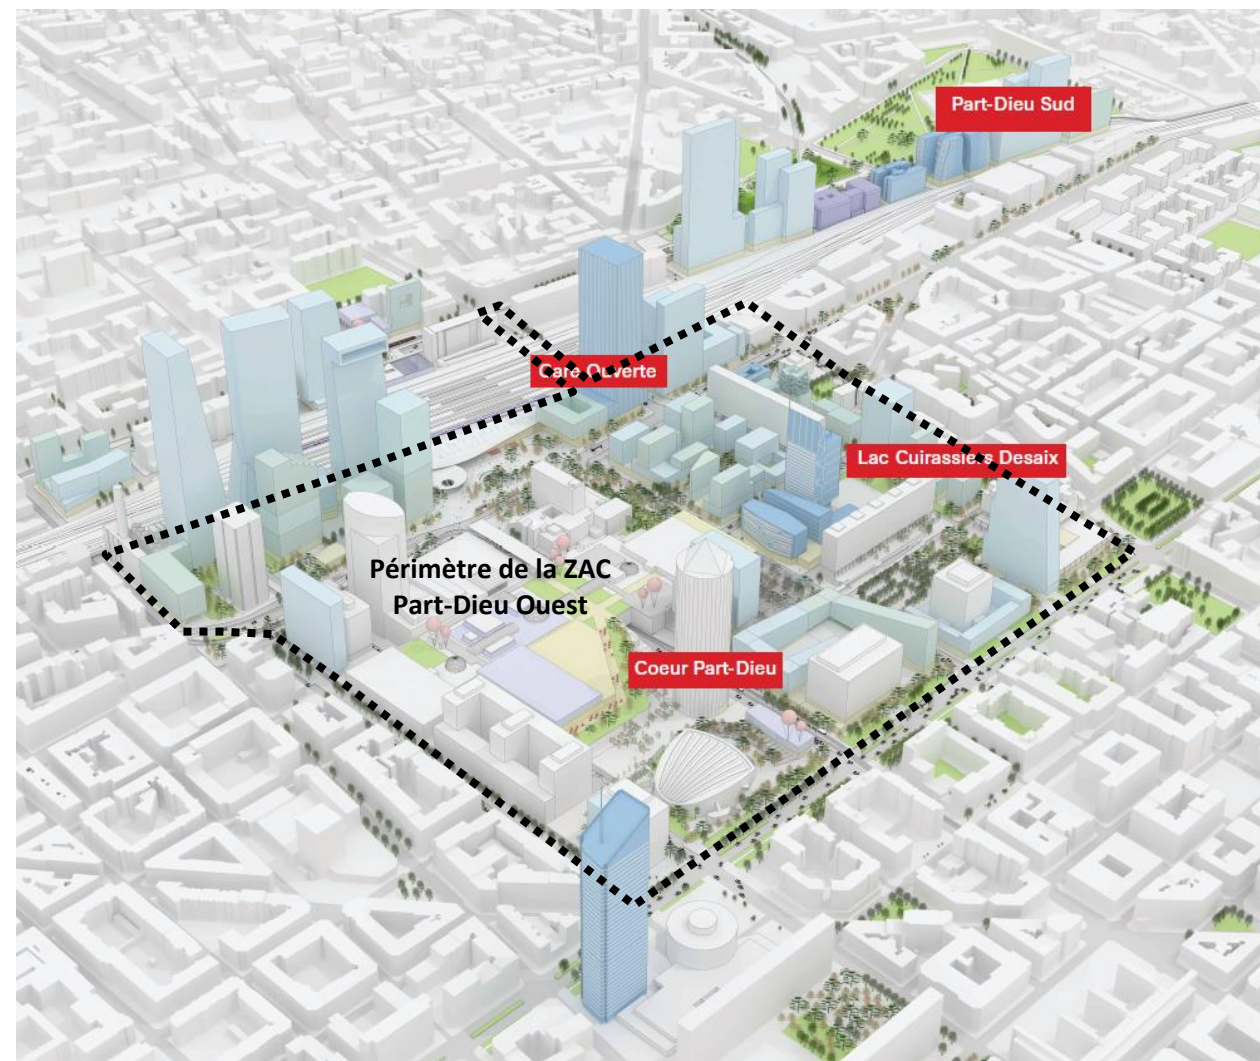 Part-Dieu Sud
Gare Ouverte
Lac Cuirassiers Desaix
Périmètre de la ZAC
Part-Dieu Ouest
Coeur Part-Dieu